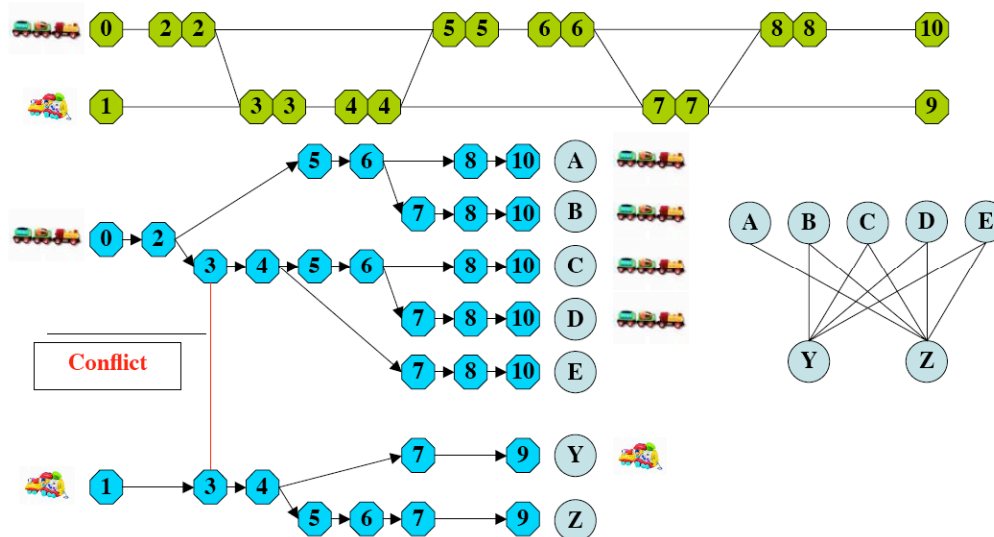 0 2 2 5 5 6 6 8 8 10
1 3 3 4 4 7 7 9
5 6 8 10 A
7 8 10 B
0 2
3 4 5 6 8 10 C
7 8 10 D
7 8 10 E
A B C D E
Y Z
Conflict
1 3 4 7 9 Y
5 6 7 9 Z